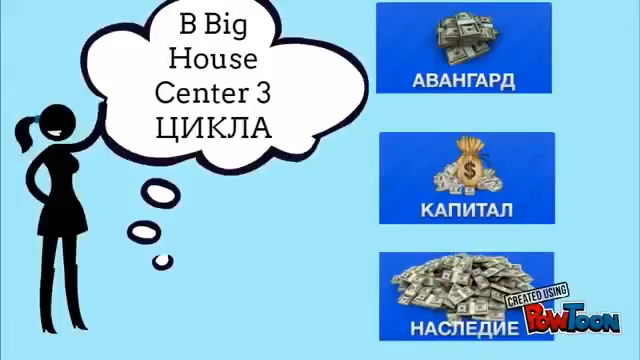 В Big
House
Center 3
ЦИКЛА
АВАНГАРД
$
КАПИТАЛ
НАСЛЕДИЕ
CREATED USING
POWTOON